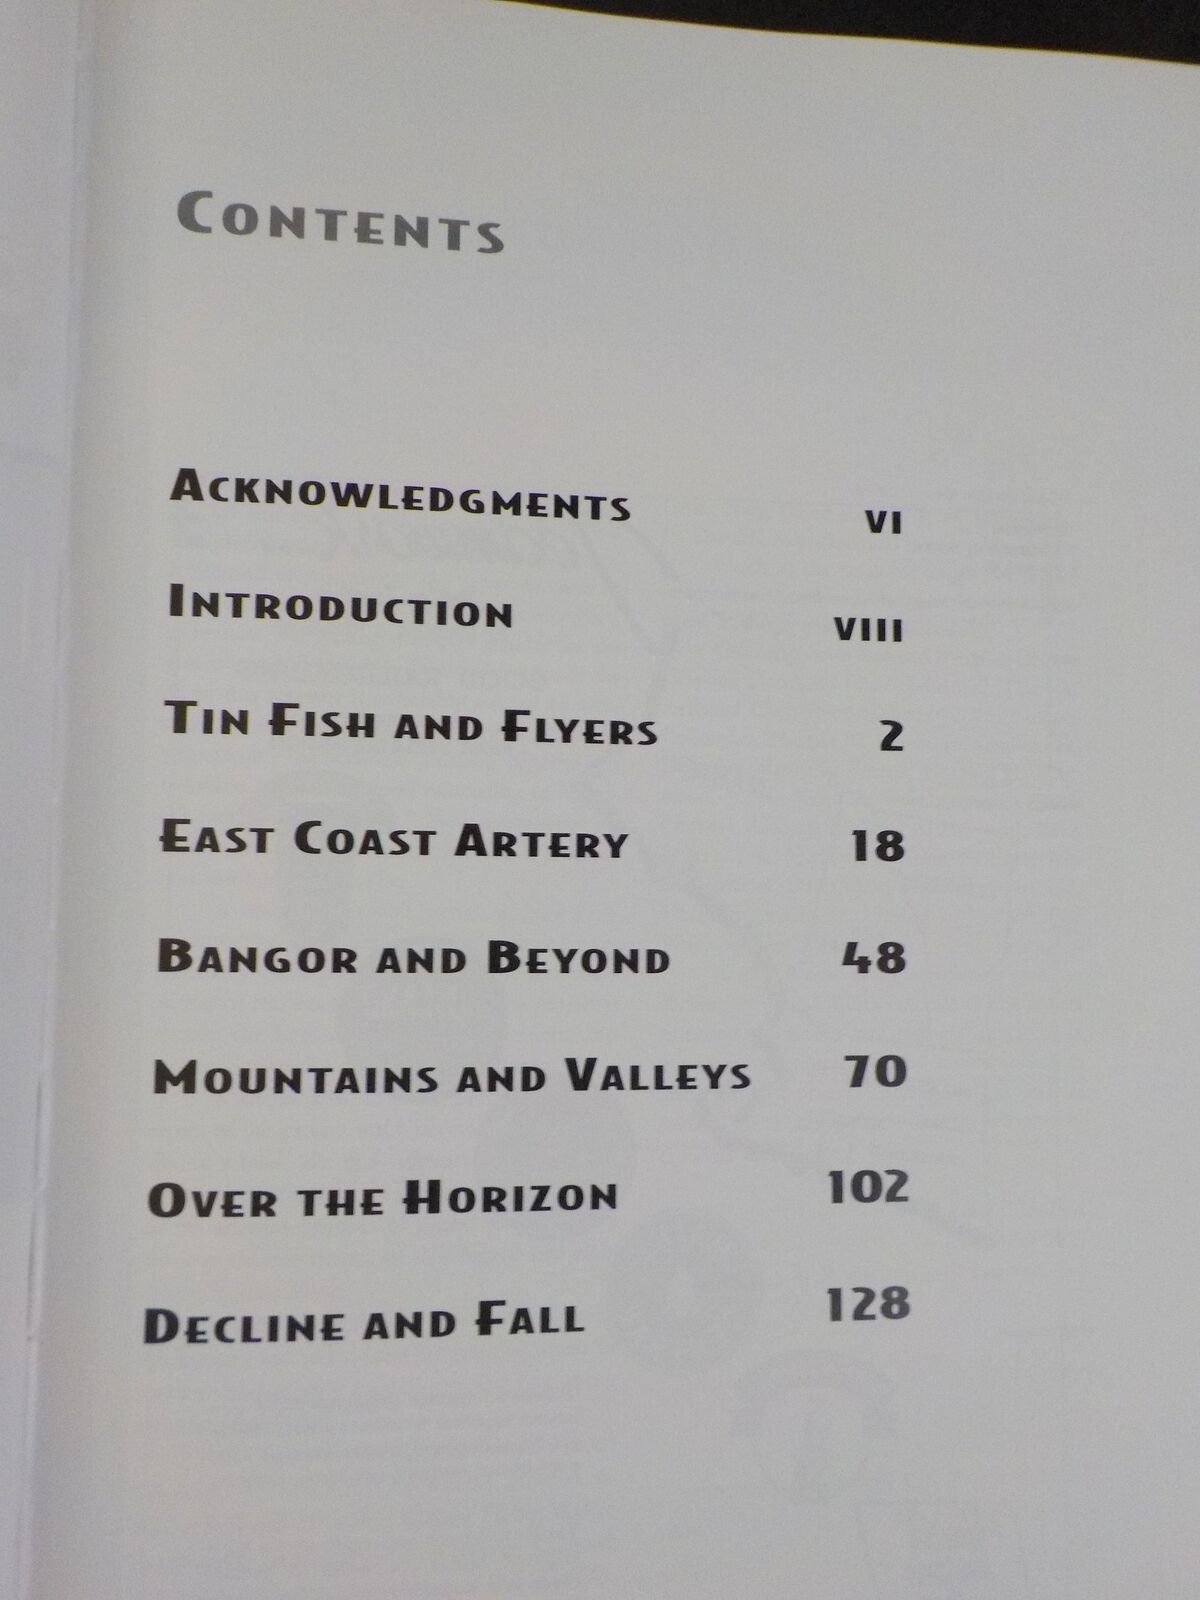 CONTENTS
ACKNOWLEDGMENTS VI
INTRODUCTION VIII
TIN FISH AND FLYERS 2
EAST COAST ARTERY 18
BANGOR AND BEYOND 48
MOUNTAINS AND VALLEYS 70
OVER THE HORIZON 102
DECLINE AND FALL 128